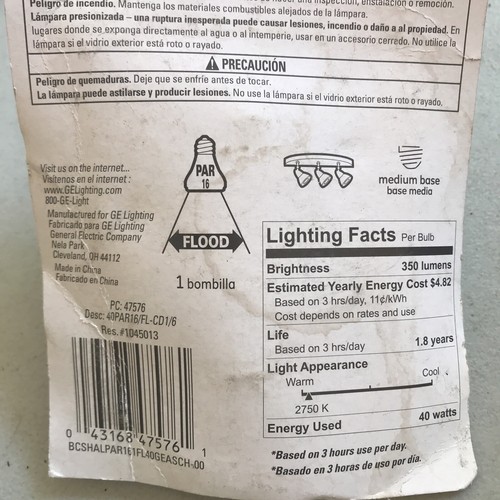 Peligro de incendio. Mantenga los materiales combustibles alejados de la lámpara.
Lámpara presionizada – una ruptura inesperada puede causar lesiones, incendio o daño a al propiedad. En
lugares donde se exponga directamente al agua o al intemperie, usar en un accesorio cerrado. No utilice la
lámpara si el vidrio exterior está roto o rayado.
PRECAUCIÓN
Peligro de quemaduras. Deje que se enfríe antes de tocar.
La lámpara puede astilarse y producir lesiones. No use la lámpara si el vidrio exterior está roto o rayado.
Visit us on the internet...
Visítenos en el internet:
www.GELighting.com
800-GE-Light
Manufactured for GE Lighting
Fabricado para GE Lighting
General Electric Company
Nela Park
Cleveland, OH 44112
Made in China
Fabricado en China
PAR
16
FLOOD
1 bombilla
medium base
base media
PC: 47576
Desc: 40PAR16/FL-CD1/6
Res. #1045013
0 43168 47576 1
BCSHALPAR161FL40GEASCH-00
Lighting Facts Per Bulb
Brightness 350 lumens
Estimated Yearly Energy Cost $4.82
Based on 3 hrs/day, 11¢/kWh
Cost depends on rates and use
Life
Based on 3 hrs/day 1.8 years
Light Appearance
Warm Cool
2750 K
Energy Used 40 watts
*Based on 3 hours use per day.
*Basado en 3 horas de uso por día.